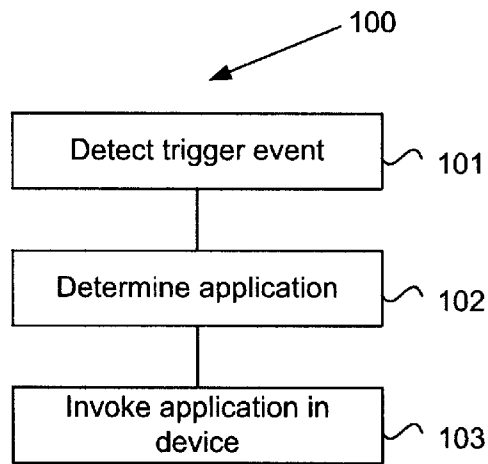 100
Detect trigger event
101
Determine application
102
Invoke application in
device
103